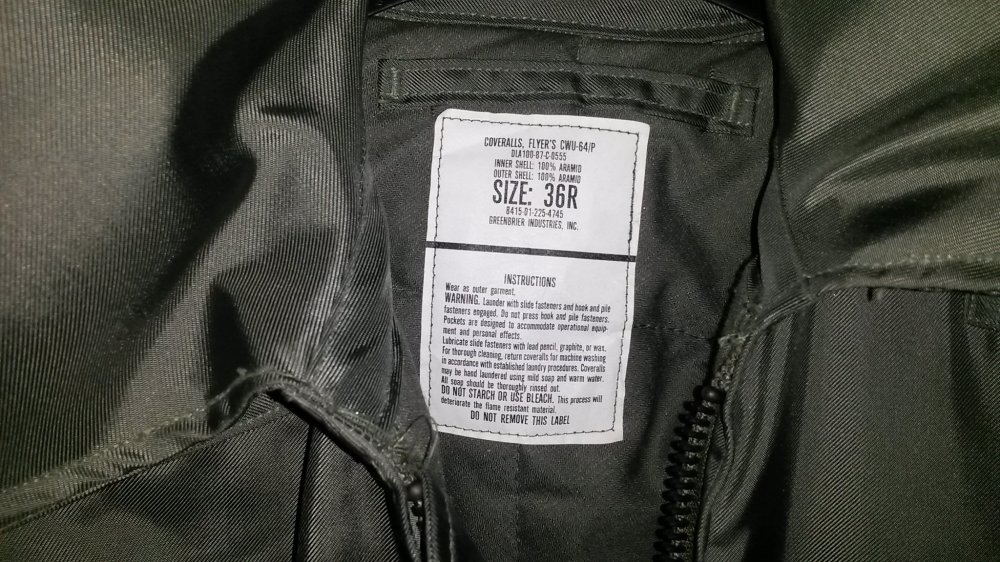 COVERALLS, FLYER'S CWU-64/P
DLA100-87-C-0555
INNER SHELL: 100% ARAMID
OUTER SHELL: 100% ARAMID
SIZE: 36R
8415-01-225-4745
GREENBRIER INDUSTRIES, INC.
INSTRUCTIONS
Wear as outer garment.
WARNING. Launder with slide fasteners and hook and pile
fasteners engaged. Do not press hook and pile fasteners.
Pockets are designed to accommodate operational equip-
ment and personal effects.
Lubricate slide fasteners with lead pencil, graphite, or wax.
For thorough cleaning, return coveralls for machine washing
in accordance with established laundry procedures. Coveralls
may be hand laundered using mild soap and warm water.
All soap should be thoroughly rinsed out.
DO NOT STARCH OR USE BLEACH. This process will
deteriorate the flame resistant material.
DO NOT REMOVE THIS LABEL